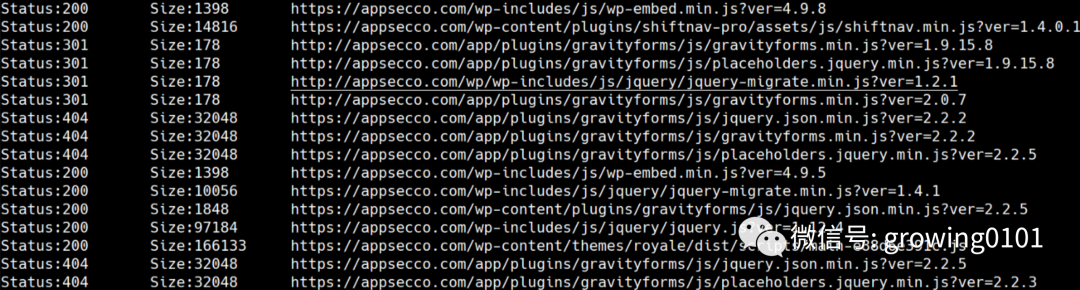 Status:200 Size:1398 https://appsecco.com/wp-includes/js/wp-embed.min.js?ver=4.9.8
Status:200 Size:14816 https://appsecco.com/wp-content/plugins/shiftnav-pro/assets/js/shiftnav.min.js?ver=1.4.0.1
Status:301 Size:178 http://appsecco.com/app/plugins/gravityforms/js/gravityforms.min.js?ver=1.9.15.8
Status:301 Size:178 http://appsecco.com/app/plugins/gravityforms/js/placeholders.jquery.min.js?ver=1.9.15.8
Status:301 Size:178 http://appsecco.com/wp/wp-includes/js/jquery/jquery-migrate.min.js?ver=1.2.1
Status:301 Size:178 http://appsecco.com/app/plugins/gravityforms/js/gravityforms.min.js?ver=2.0.7
Status:404 Size:32048 https://appsecco.com/app/plugins/gravityforms/js/jquery.json.min.js?ver=2.2.2
Status:404 Size:32048 https://appsecco.com/app/plugins/gravityforms/js/gravityforms.min.js?ver=2.2.2
Status:404 Size:32048 https://appsecco.com/app/plugins/gravityforms/js/placeholders.jquery.min.js?ver=2.2.5
Status:200 Size:1398 https://appsecco.com/wp-includes/js/wp-embed.min.js?ver=4.9.5
Status:200 Size:10056 https://appsecco.com/wp-includes/js/jquery/jquery-migrate.min.js?ver=1.4.1
Status:200 Size:1848 https://appsecco.com/wp-content/plugins/gravityforms/js/jquery.json.min.js?ver=2.2.5
Status:200 Size:97184 https://appsecco.com/wp-includes/js/jquery/jquery.js
微信号: growing0101
Status:200 Size:166133 https://appsecco.com/wp-content/themes/royale/dist/
Status:404 Size:32048 https://appsecco.com/app/plugins/gravityforms/js/jquery.json.min.js?ver=2.2.5
Status:404 Size:32048 https://appsecco.com/app/plugins/gravityforms/js/placeholders.jquery.min.js?ver=2.2.3